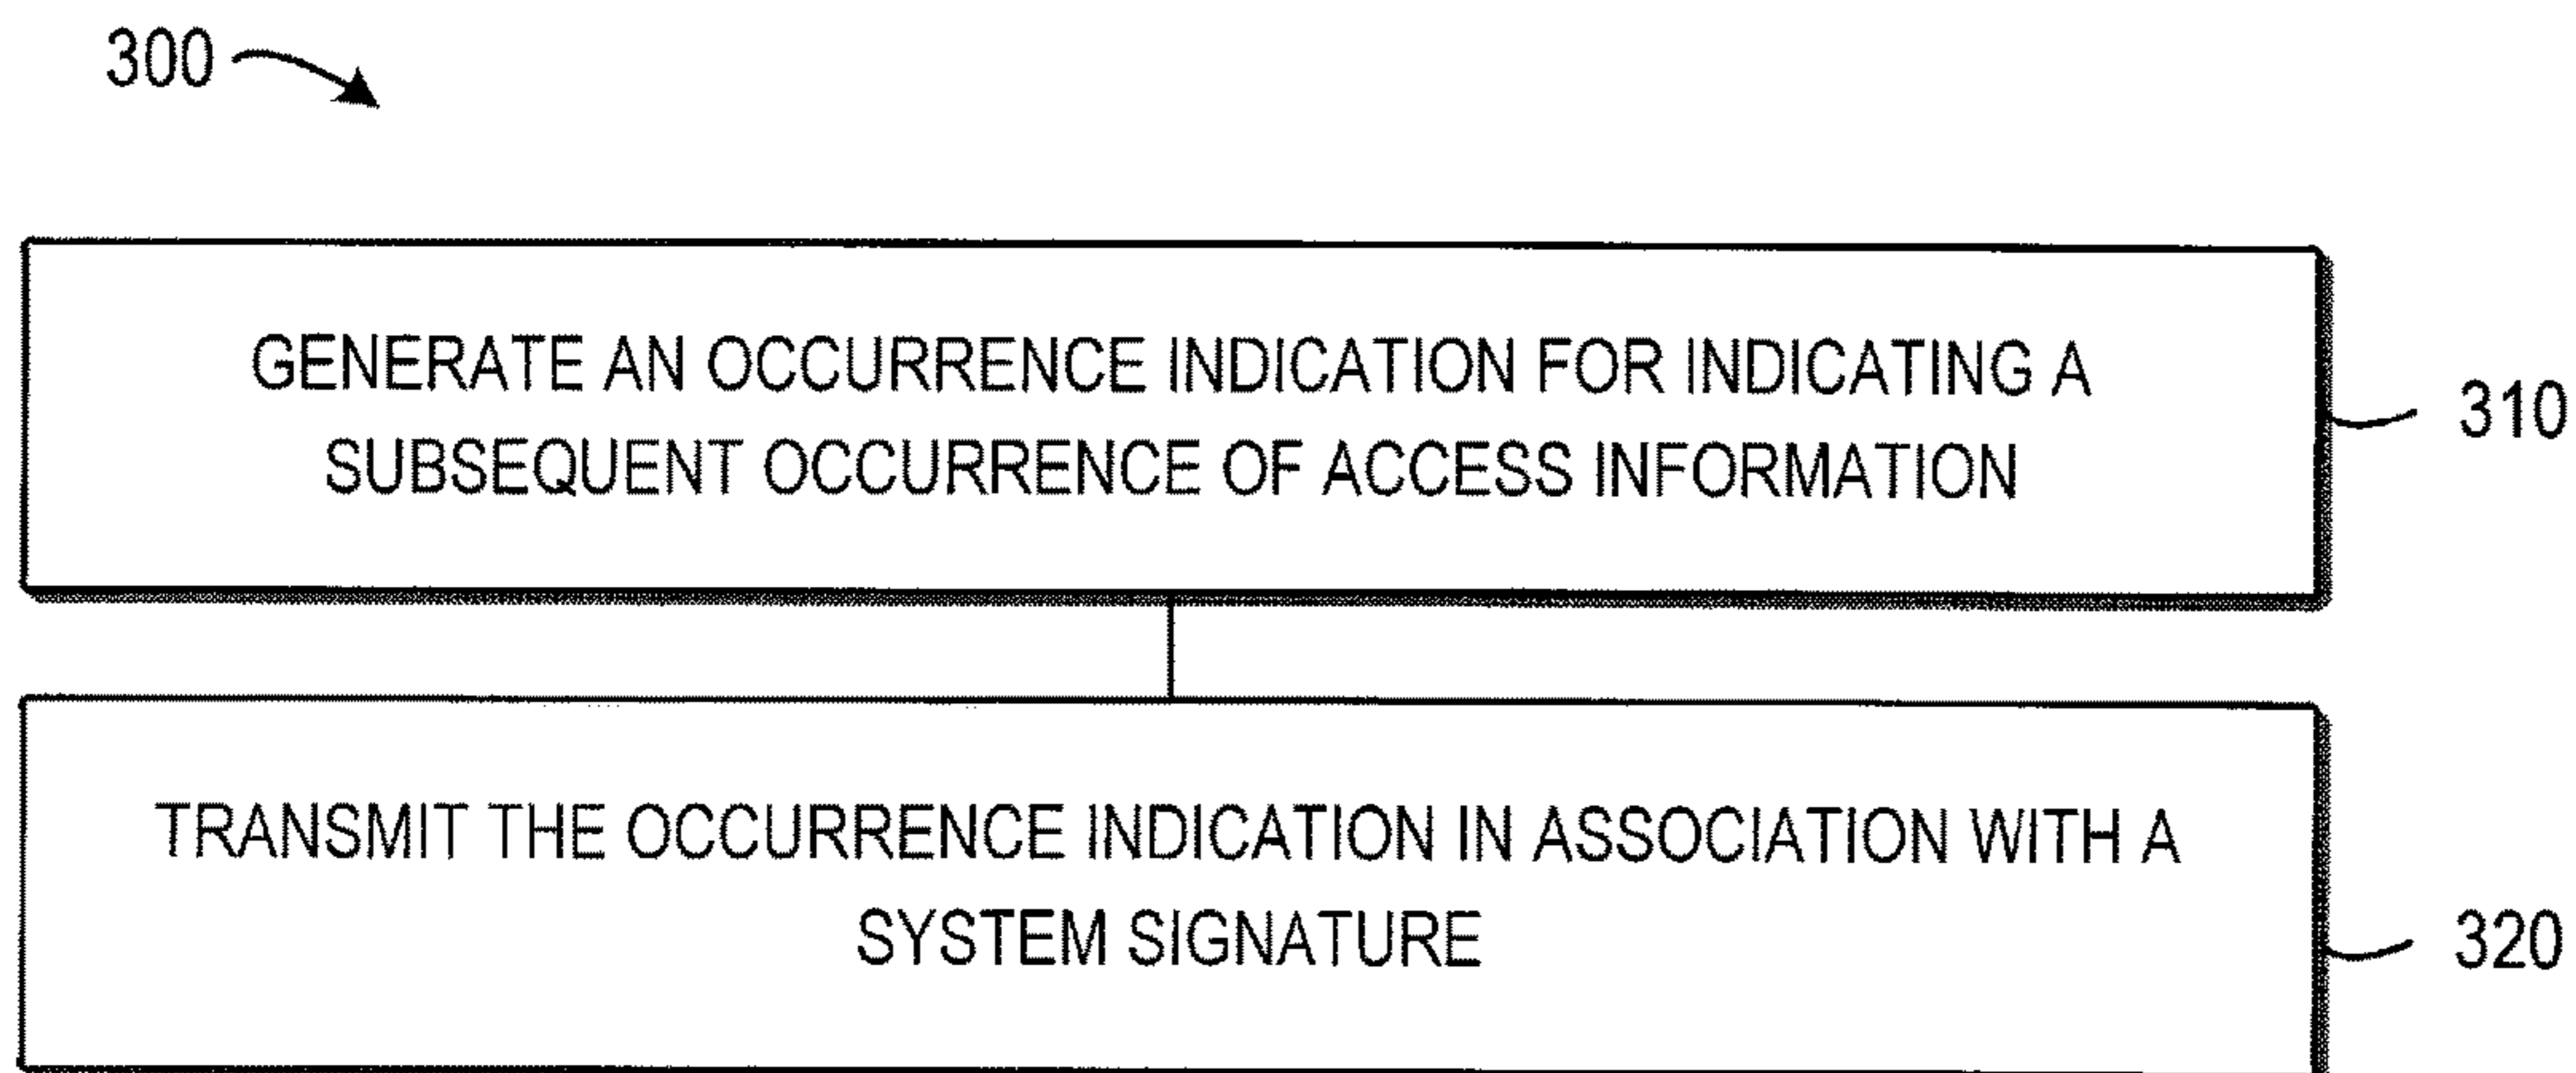 300
GENERATE AN OCCURRENCE INDICATION FOR INDICATING A
SUBSEQUENT OCCURRENCE OF ACCESS INFORMATION
310
TRANSMIT THE OCCURRENCE INDICATION IN ASSOCIATION WITH A
SYSTEM SIGNATURE
320